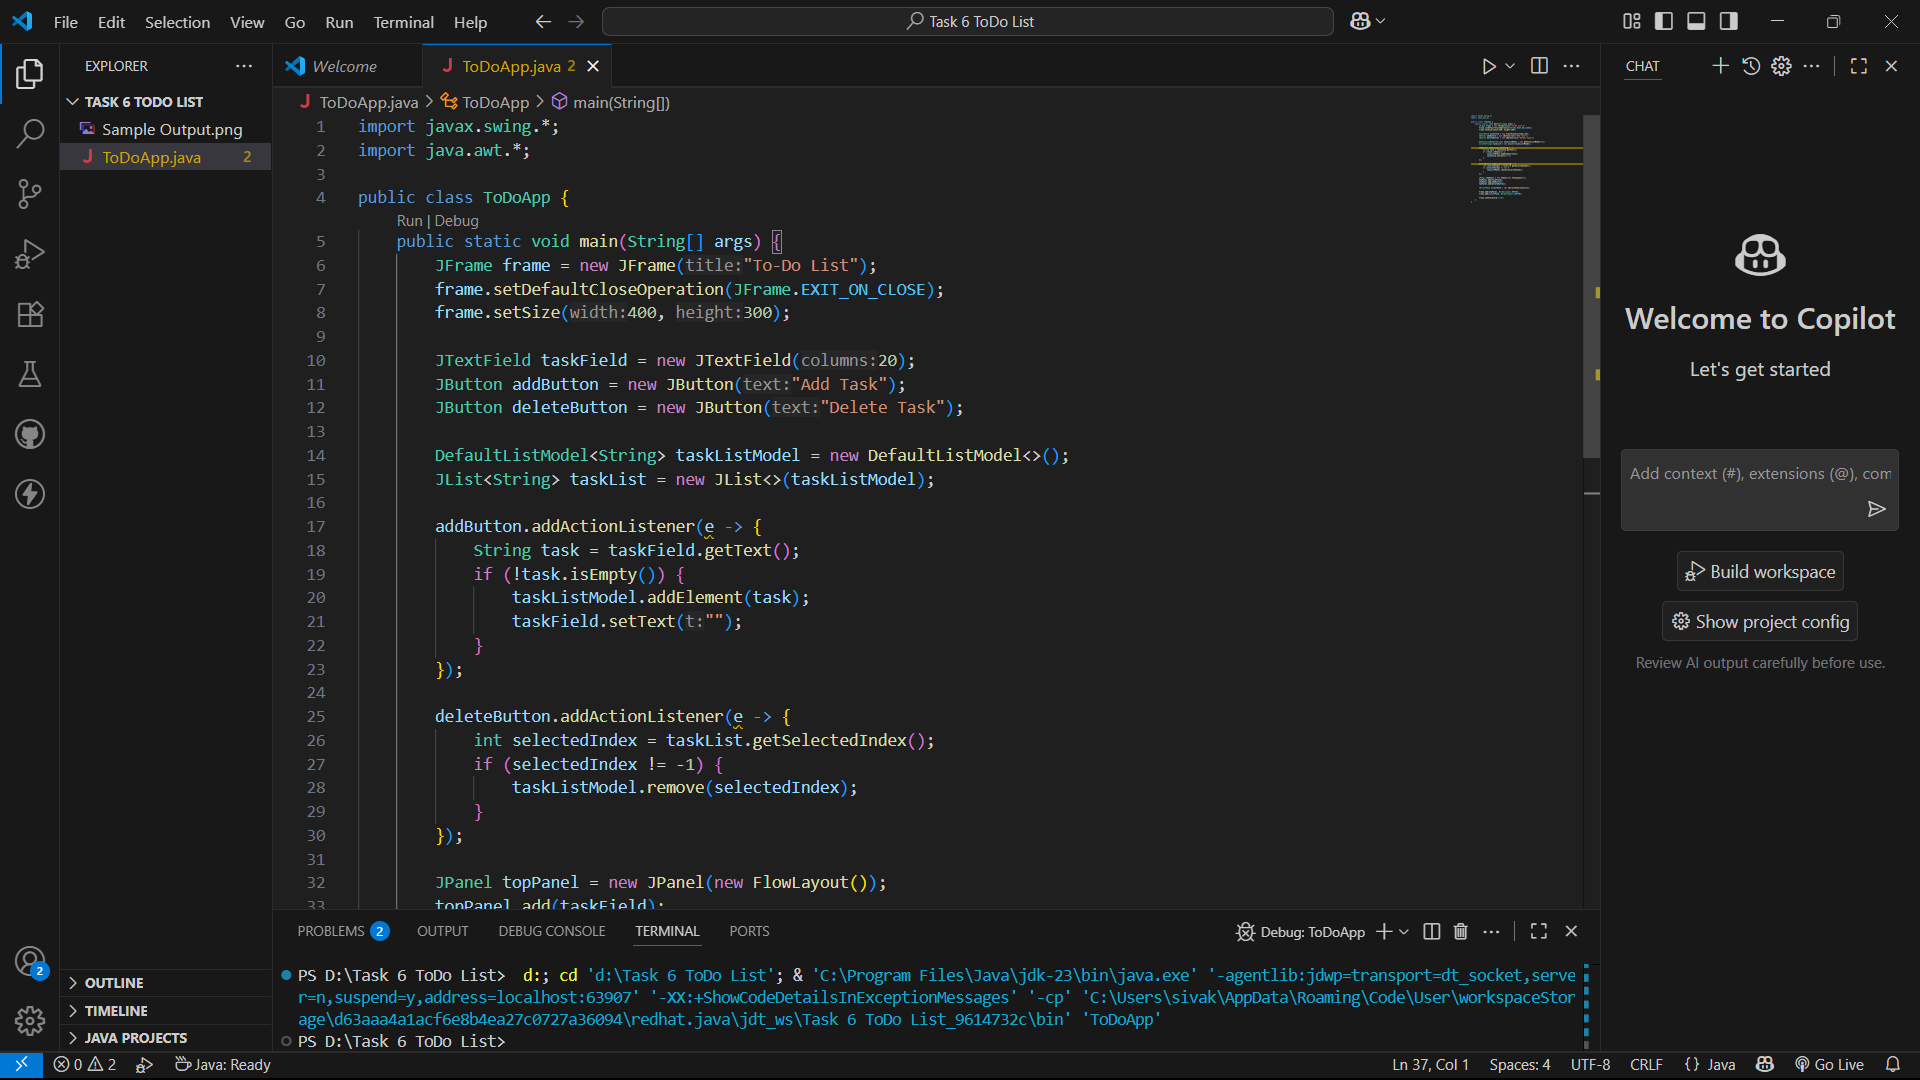 File Edit Selection View Go Run Terminal Help
Task 6 ToDo List
EXPLORER
TASK 6 TODO LIST
Sample Output.png
ToDoApp.java 2
OUTLINE
TIMELINE
JAVA PROJECTS
2
Welcome
ToDoApp.java 2
ToDoApp.java > ToDoApp > main(String[])
1 import javax.swing.*;
2 import java.awt.*;
3
4 public class ToDoApp {
Run | Debug
5 public static void main(String[] args) {
6 JFrame frame = new JFrame(title:"To-Do List");
7 frame.setDefaultCloseOperation(JFrame.EXIT_ON_CLOSE);
8 frame.setSize(width:400, height:300);
9
10 JTextField taskField = new JTextField(columns:20);
11 JButton addButton = new JButton(text:"Add Task");
12 JButton deleteButton = new JButton(text:"Delete Task");
13
14 DefaultListModel<String> taskListModel = new DefaultListModel<>();
15 JList<String> taskList = new JList<>(taskListModel);
16
17 addButton.addActionListener(e -> {
18 String task = taskField.getText();
19 if (!task.isEmpty()) {
20 taskListModel.addElement(task);
21 taskField.setText(t:"");
22 }
23 });
24
25 deleteButton.addActionListener(e -> {
26 int selectedIndex = taskList.getSelectedIndex();
27 if (selectedIndex != -1) {
28 taskListModel.remove(selectedIndex);
29 }
30 });
31
32 JPanel topPanel = new JPanel(new FlowLayout());
33 topPanel.add(taskField);
PROBLEMS 2 OUTPUT DEBUG CONSOLE TERMINAL PORTS
Debug: ToDoApp
PS D:\Task 6 ToDo List> d:; cd 'd:\Task 6 ToDo List'; & 'C:\Program Files\Java\jdk-23\bin\java.exe' '-agentlib:jdwp=transport=dt_socket,serve
r=n,suspend=y,address=localhost:63907' '-XX:+ShowCodeDetailsInExceptionMessages' '-cp' 'C:\Users\sivak\AppData\Roaming\Code\User\workspaceStor
age\d63aaa4a1acf6e8b4ea27c0727a36094\redhat.java\jdt_ws\Task 6 ToDo List_9614732c\bin' 'ToDoApp'
PS D:\Task 6 ToDo List>
CHAT
Welcome to Copilot
Let's get started
Add context (#), extensions (@), com
Build workspace
Show project config
Review AI output carefully before use.
0 2 Java: Ready
Ln 37, Col 1 Spaces: 4 UTF-8 CRLF {} Java Go Live